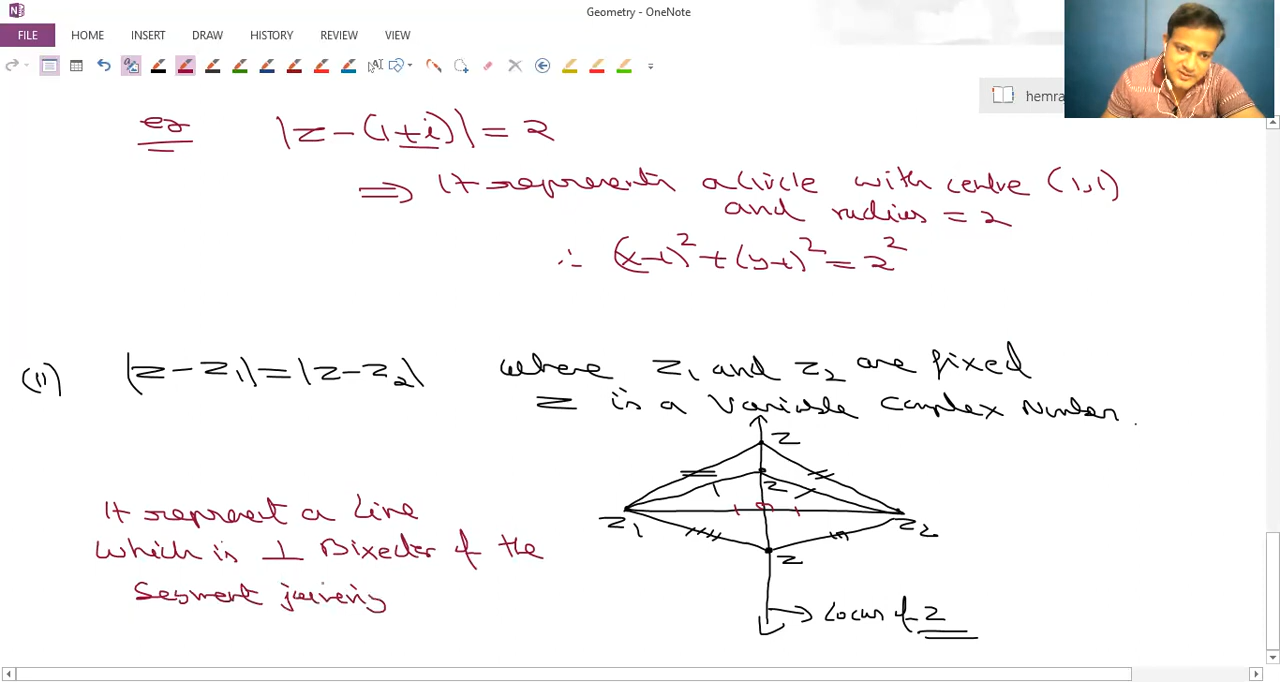 Geometry - OneNote
FILE HOME INSERT DRAW HISTORY REVIEW VIEW
hemra
ex |z-(1+i)|=2
⇒ It represents a circle with centre (1,1)
and radius = 2
∴ (x-1)²+(y-1)²=2²
(11) |z-z₁|=|z-z₂| where z₁ and z₂ are fixed
z is a variable complex number.
z
z
z₁ z₂
z
It represent a line
which is ⊥ Bisector of the
Segment joining
→ Locus of z